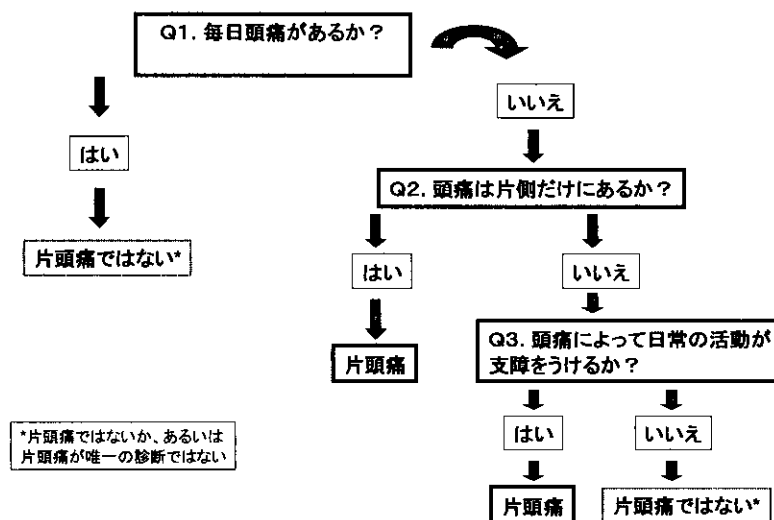 Q1. 毎日頭痛があるか？
いいえ
はい
Q2. 頭痛は片側だけにあるか？
片頭痛ではない*
はい
いいえ
Q3. 頭痛によって日常の活動が
支障をうけるか？
片頭痛
*片頭痛ではないか、あるいは
片頭痛が唯一の診断ではない
はい
いいえ
片頭痛
片頭痛ではない*